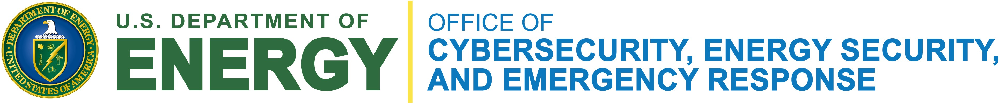 DEPARTMENT OF ENERGY
UNITED STATES OF AMERICA
U.S. DEPARTMENT OF
ENERGY
OFFICE OF
CYBERSECURITY, ENERGY SECURITY,
AND EMERGENCY RESPONSE